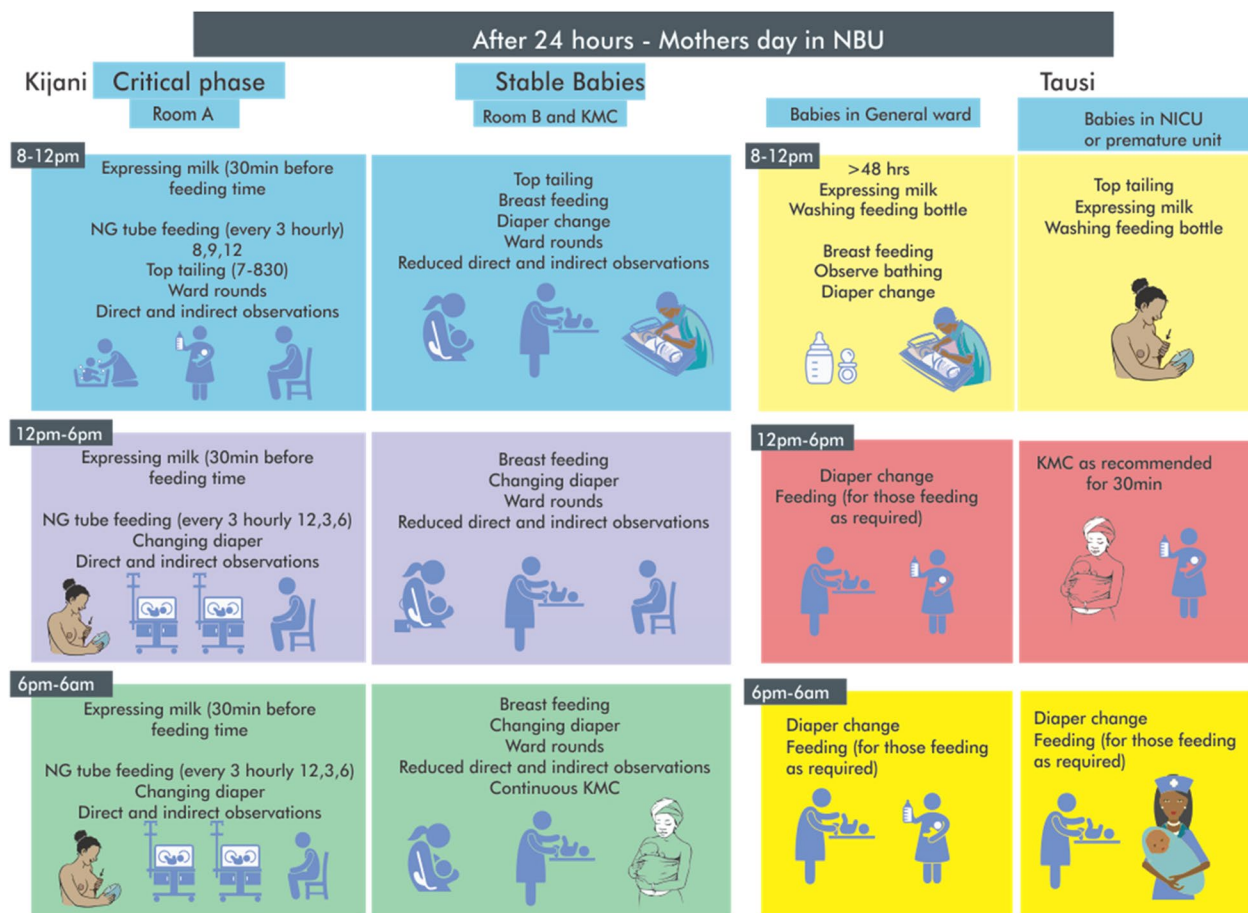 After 24 hours - Mothers day in NBU
Kijani
Critical phase
Room A
Stable Babies
Room B and KMC
Babies in General ward
Tausi
Babies in NICU
or premature unit
8-12pm
Expressing milk (30min before
feeding time
NG tube feeding (every 3 hourly)
8,9,12
Top tailing (7-830)
Ward rounds
Direct and indirect observations
Top tailing
Breast feeding
Diaper change
Ward rounds
Reduced direct and indirect observations
8-12pm
>48 hrs
Expressing milk
Washing feeding bottle
Breast feeding
Observe bathing
Diaper change
Top tailing
Expressing milk
Washing feeding bottle
12pm-6pm
Expressing milk (30min before
feeding time
NG tube feeding (every 3 hourly 12,3,6)
Changing diaper
Direct and indirect observations
Breast feeding
Changing diaper
Ward rounds
Reduced direct and indirect observations
12pm-6pm
Diaper change
Feeding (for those feeding
as required)
KMC as recommended
for 30min
6pm-6am
Expressing milk (30min before
feeding time
NG tube feeding (every 3 hourly 12,3,6)
Changing diaper
Direct and indirect observations
Breast feeding
Changing diaper
Ward rounds
Reduced direct and indirect observations
Continuous KMC
6pm-6am
Diaper change
Feeding (for those feeding
as required)
Diaper change
Feeding (for those feeding
as required)